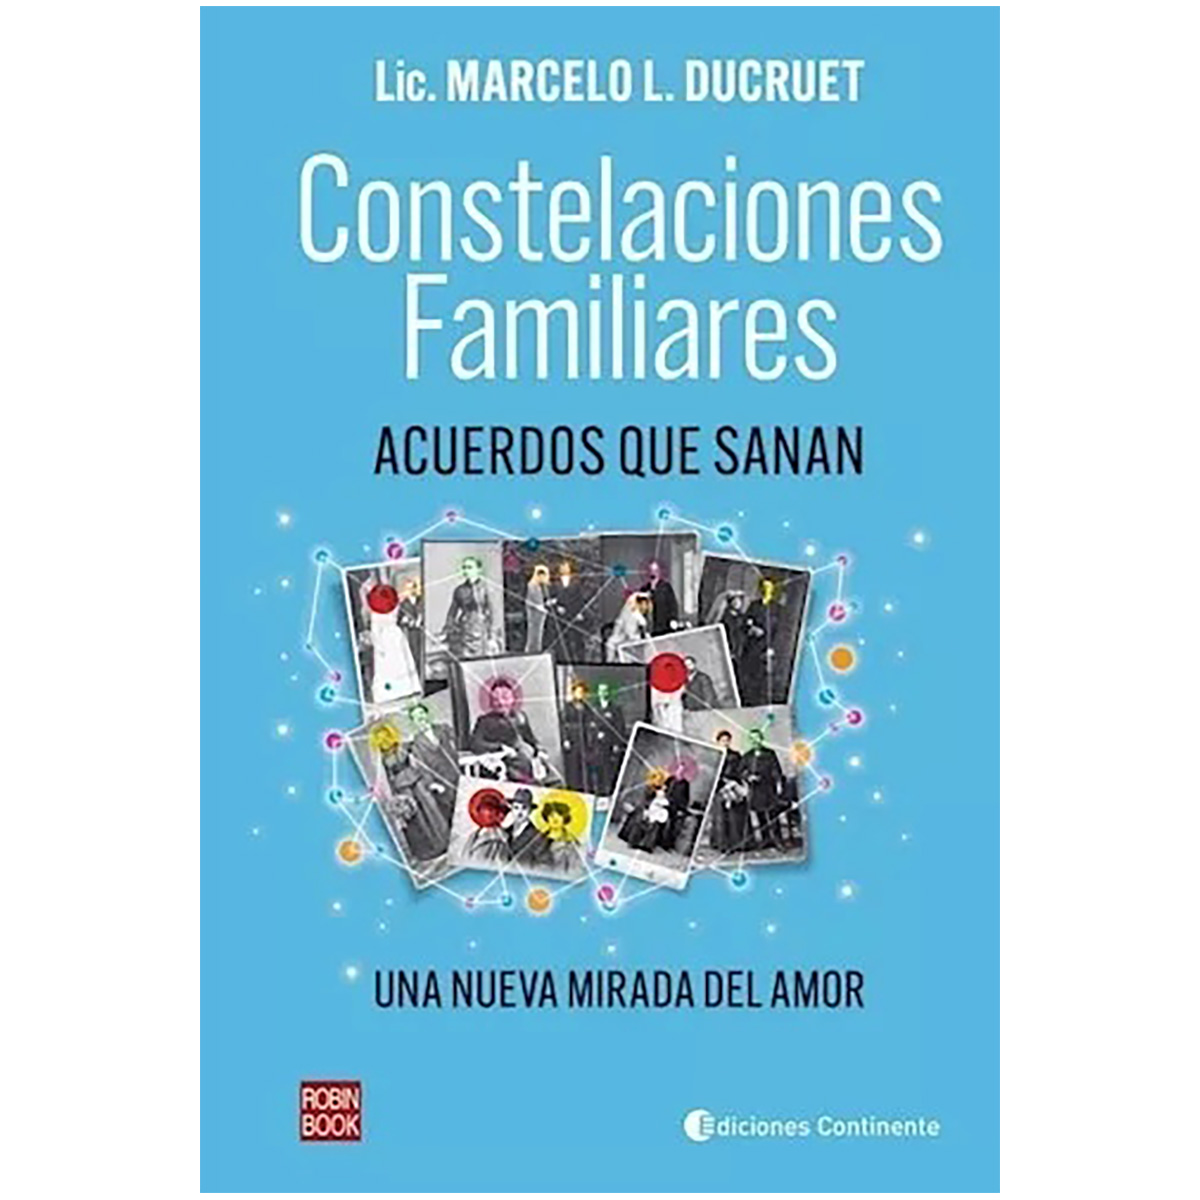 Lic. MARCELO L. DUCRUET
Constelaciones
Familiares
ACUERDOS QUE SANAN
UNA NUEVA MIRADA DEL AMOR
ROBIN
BOOK
Ediciones Continente